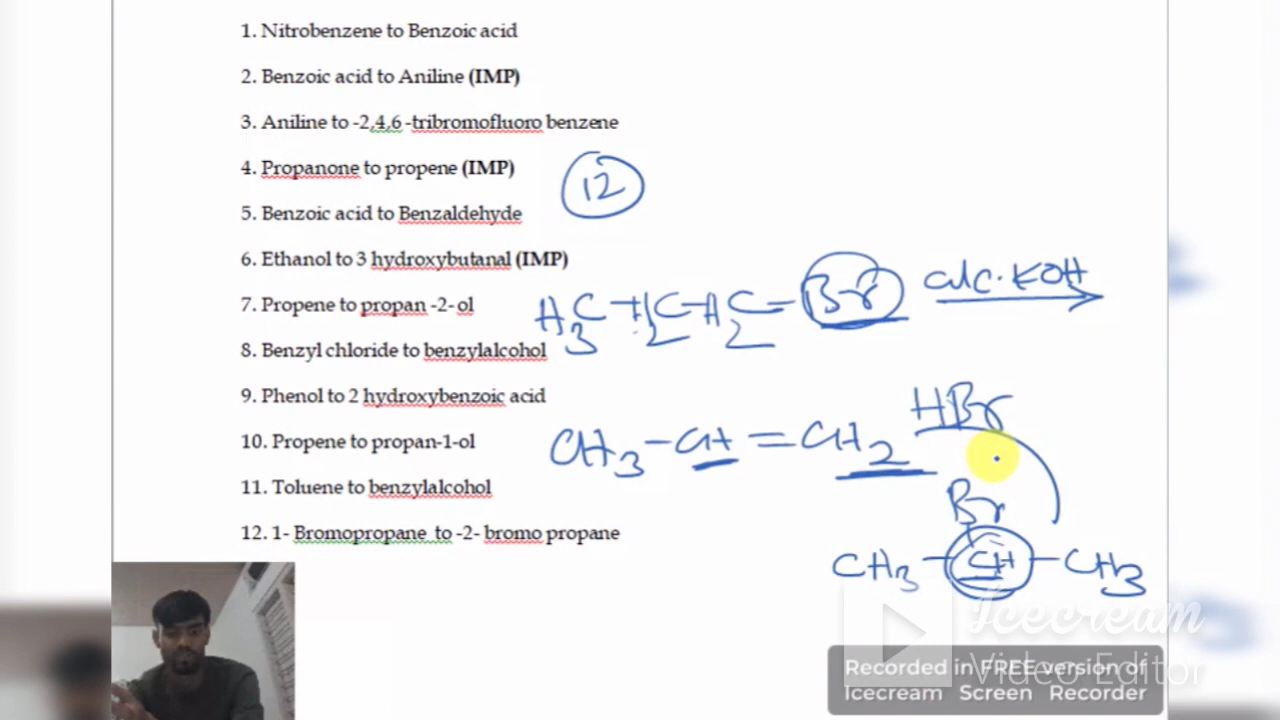 1. Nitrobenzene to Benzoic acid
2. Benzoic acid to Aniline (IMP)
3. Aniline to -2,4,6 -tribromofluoro benzene
4. Propanone to propene (IMP)
12
5. Benzoic acid to Benzaldehyde
6. Ethanol to 3 hydroxybutanal (IMP)
7. Propene to propan -2- ol
H3C-H2C-H2C-Br alc. KOH
8. Benzyl chloride to benzylalcohol
9. Phenol to 2 hydroxybenzoic acid
HBr
10. Propene to propan-1-ol
CH3-CH=CH2
11. Toluene to benzylalcohol
Br
12. 1- Bromopropane to -2- bromo propane
CH3-CH-CH3
Icecream
Video Editor
Recorded in FREE version of
Icecream Screen Recorder